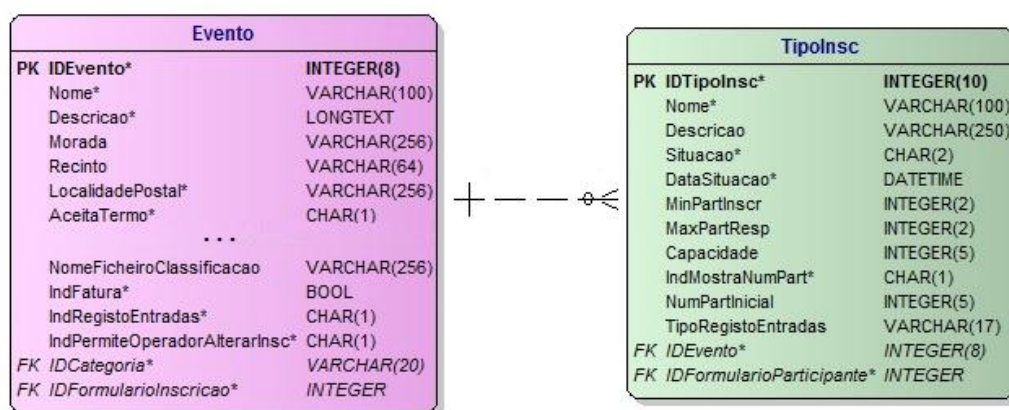 Evento
PK IDEvento* INTEGER(8)
Nome* VARCHAR(100)
Descricao* LONGTEXT
Morada VARCHAR(256)
Recinto VARCHAR(64)
LocalidadePostal* VARCHAR(256)
AceitaTermo* CHAR(1)
...
NomeFicheiroClassificacao VARCHAR(256)
IndFatura* BOOL
IndRegistoEntradas* CHAR(1)
IndPermiteOperadorAlterarInsc* CHAR(1)
FK IDCategoria* VARCHAR(20)
FK IDFormularioInscricao* INTEGER
TipoInsc
PK IDTipoInsc* INTEGER(10)
Nome* VARCHAR(100)
Descricao VARCHAR(250)
Situacao* CHAR(2)
DataSituacao* DATETIME
MinPartInscr INTEGER(2)
MaxPartResp INTEGER(2)
Capacidade INTEGER(5)
IndMostraNumPart* CHAR(1)
NumPartInicial INTEGER(5)
TipoRegistoEntradas VARCHAR(17)
FK IDEvento* INTEGER(8)
FK IDFormularioParticipante* INTEGER